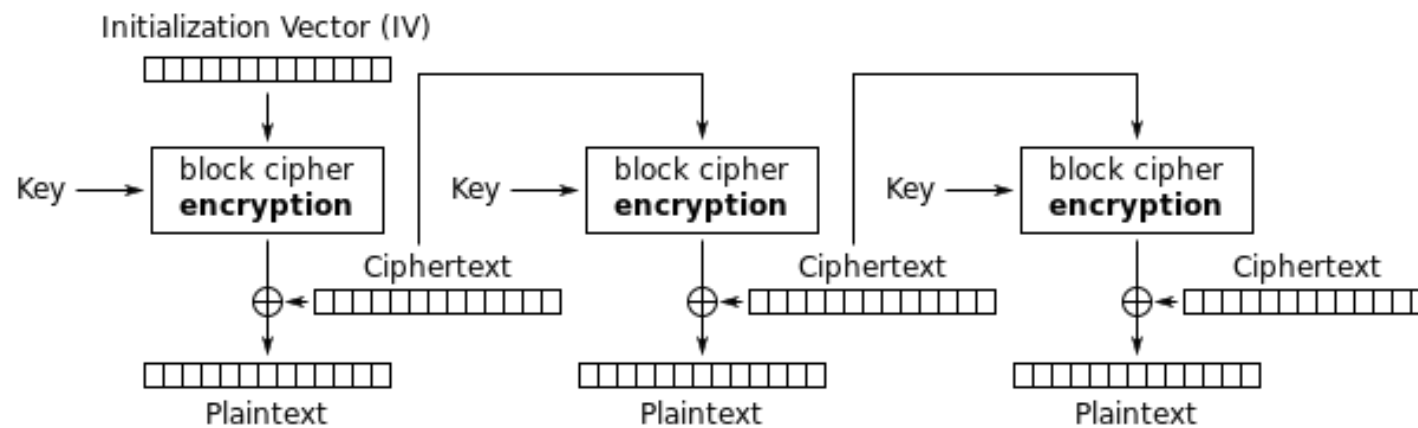 Initialization Vector (IV)
Key
block cipher
encryption
Ciphertext
Plaintext
Key
block cipher
encryption
Ciphertext
Plaintext
Key
block cipher
encryption
Ciphertext
Plaintext